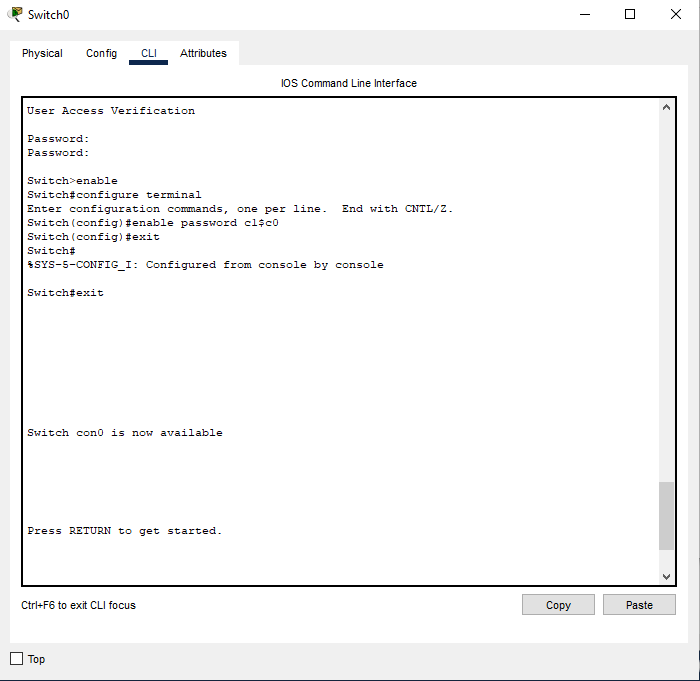 Switch0
Physical Config CLI Attributes
IOS Command Line Interface
User Access Verification
Password:
Password:
Switch>enable
Switch#configure terminal
Enter configuration commands, one per line.  End with CNTL/Z.
Switch(config)#enable password cl$c0
Switch(config)#exit
Switch#
%SYS-5-CONFIG_I: Configured from console by console
Switch#exit
Switch con0 is now available
Press RETURN to get started.
Ctrl+F6 to exit CLI focus
Copy Paste
Top